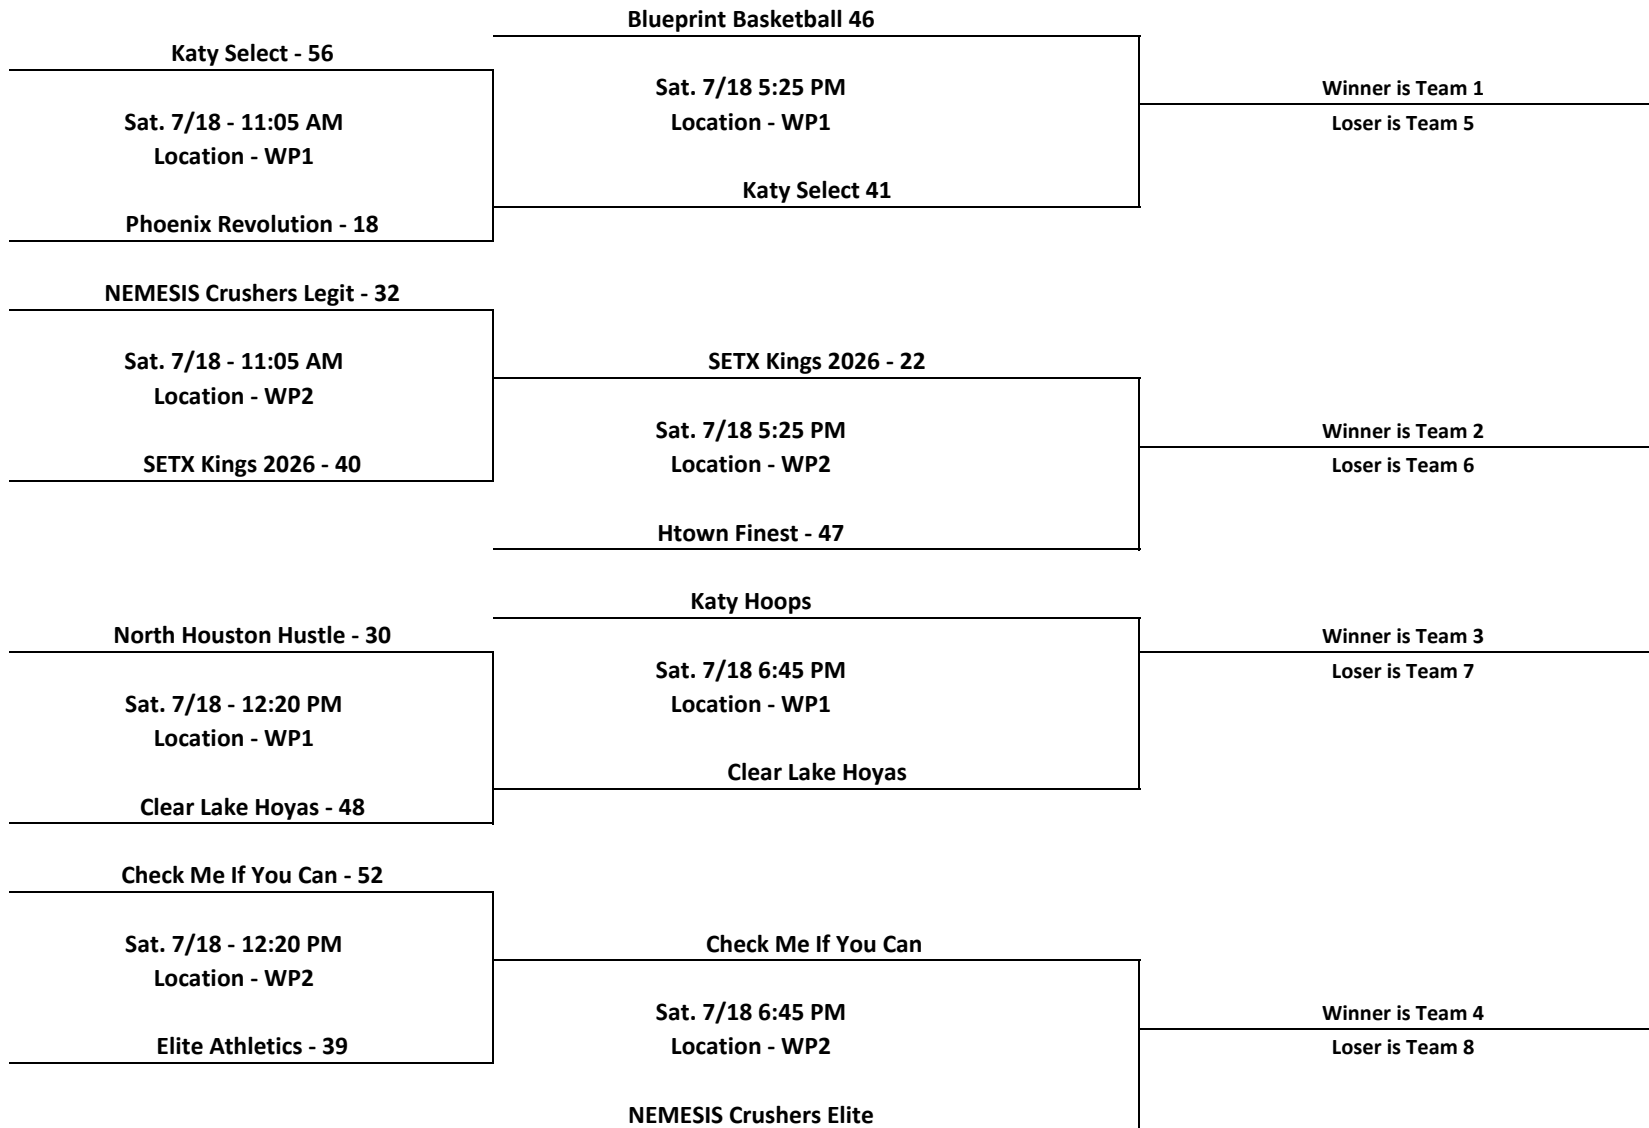 Blueprint Basketball 46
Katy Select - 56
Sat. 7/18 5:25 PM
Winner is Team 1
Sat. 7/18 - 11:05 AM
Location - WP1
Loser is Team 5
Location - WP1
Katy Select 41
Phoenix Revolution - 18
NEMESIS Crushers Legit - 32
Sat. 7/18 - 11:05 AM
SETX Kings 2026 - 22
Location - WP2
Sat. 7/18 5:25 PM
Winner is Team 2
SETX Kings 2026 - 40
Location - WP2
Loser is Team 6
Htown Finest - 47
Katy Hoops
North Houston Hustle - 30
Winner is Team 3
Sat. 7/18 6:45 PM
Loser is Team 7
Sat. 7/18 - 12:20 PM
Location - WP1
Location - WP1
Clear Lake Hoyas
Clear Lake Hoyas - 48
Check Me If You Can - 52
Sat. 7/18 - 12:20 PM
Check Me If You Can
Location - WP2
Sat. 7/18 6:45 PM
Winner is Team 4
Elite Athletics - 39
Location - WP2
Loser is Team 8
NEMESIS Crushers Elite